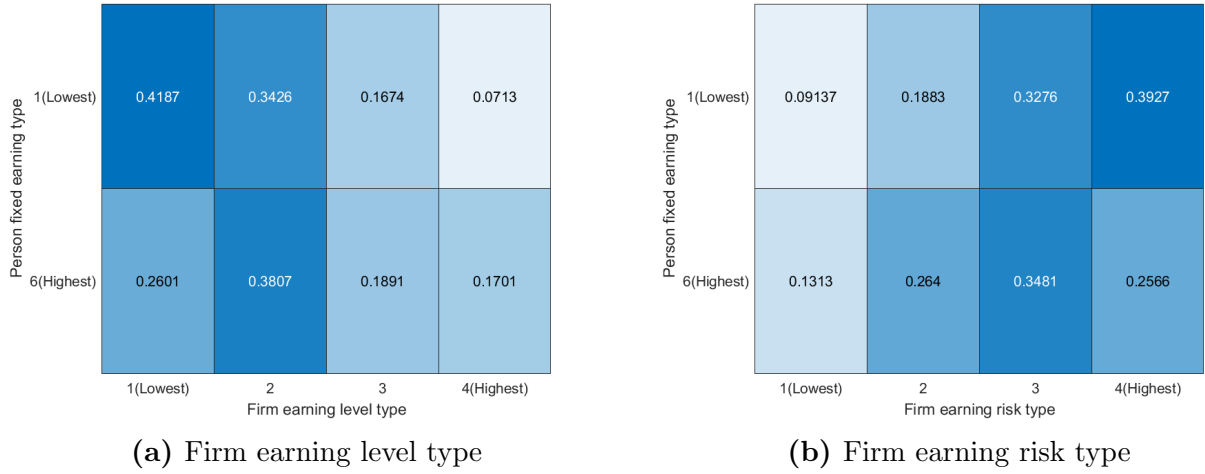 Person fixed earning type
1(Lowest)
0.4187 0.3426 0.1674 0.0713
6(Highest)
0.2601 0.3807 0.1891 0.1701
1(Lowest) 2 3 4(Highest)
Firm earning level type
(a) Firm earning level type
Person fixed earning type
1(Lowest)
0.09137 0.1883 0.3276 0.3927
6(Highest)
0.1313 0.264 0.3481 0.2566
1(Lowest) 2 3 4(Highest)
Firm earning risk type
(b) Firm earning risk type